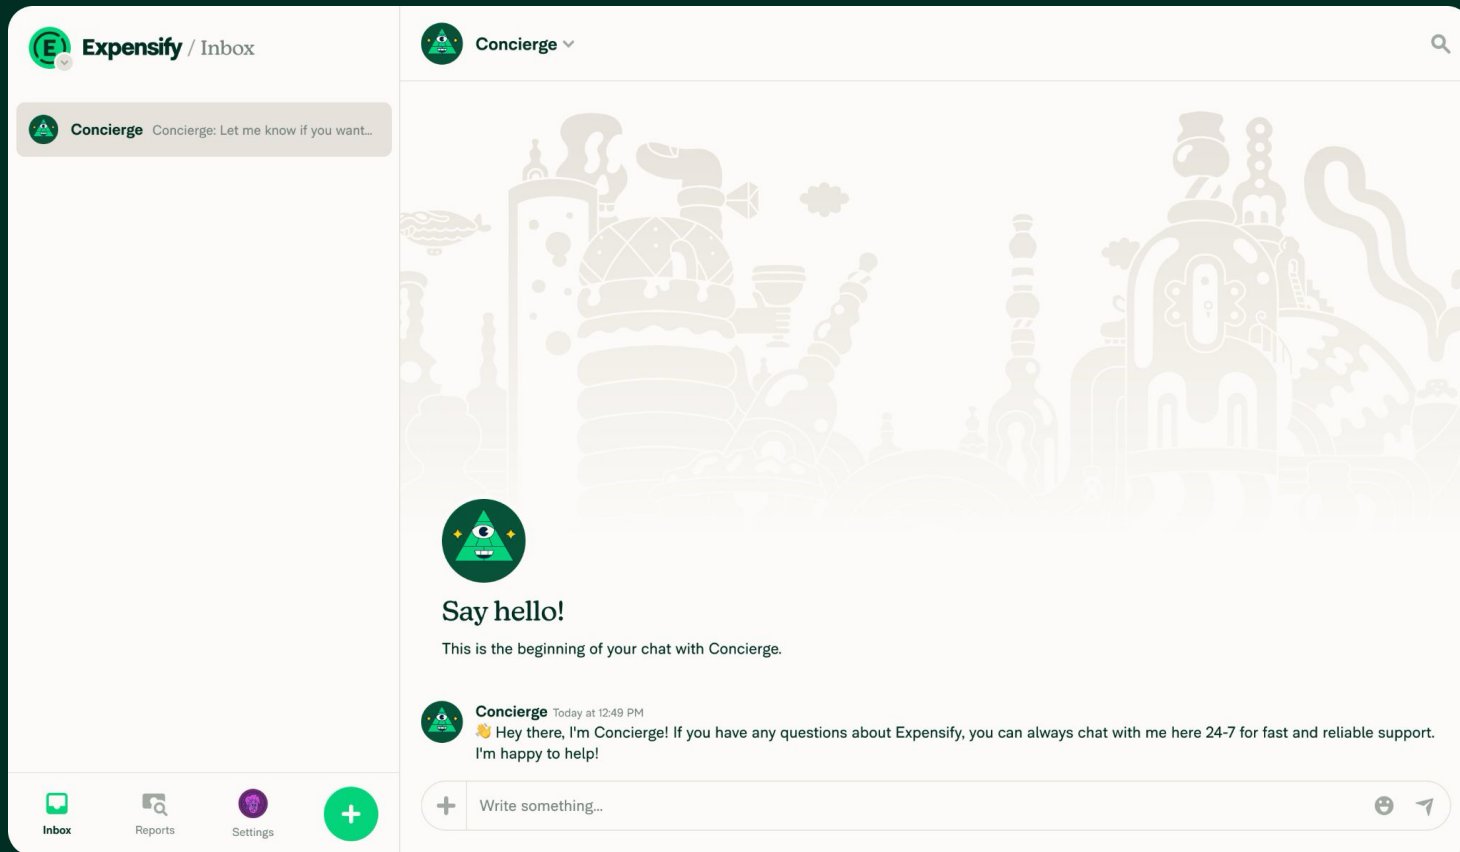 Expensify / Inbox
Concierge Concierge: Let me know if you want...
Inbox
Reports
Settings
Concierge
Say hello!
This is the beginning of your chat with Concierge.
Concierge Today at 12:49 PM
👋 Hey there, I'm Concierge! If you have any questions about Expensify, you can always chat with me here 24-7 for fast and reliable support.
I'm happy to help!
Write something...